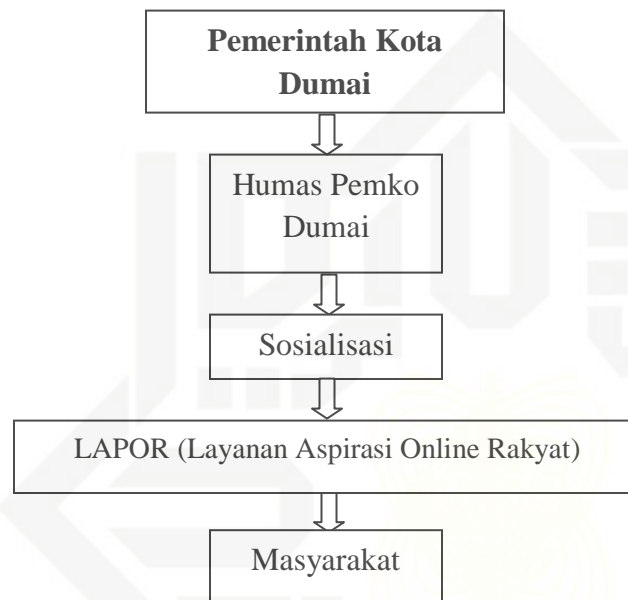 Pemerintah Kota
Dumai
Humas Pemko
Dumai
Sosialisasi
LAPOR (Layanan Aspirasi Online Rakyat)
Masyarakat